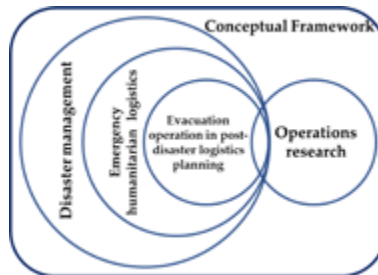 Conceptual Framework
Disaster management
Emergency
humanitarian logistics
Evacuation
operation in post-
disaster logistics
planning
Operations
research